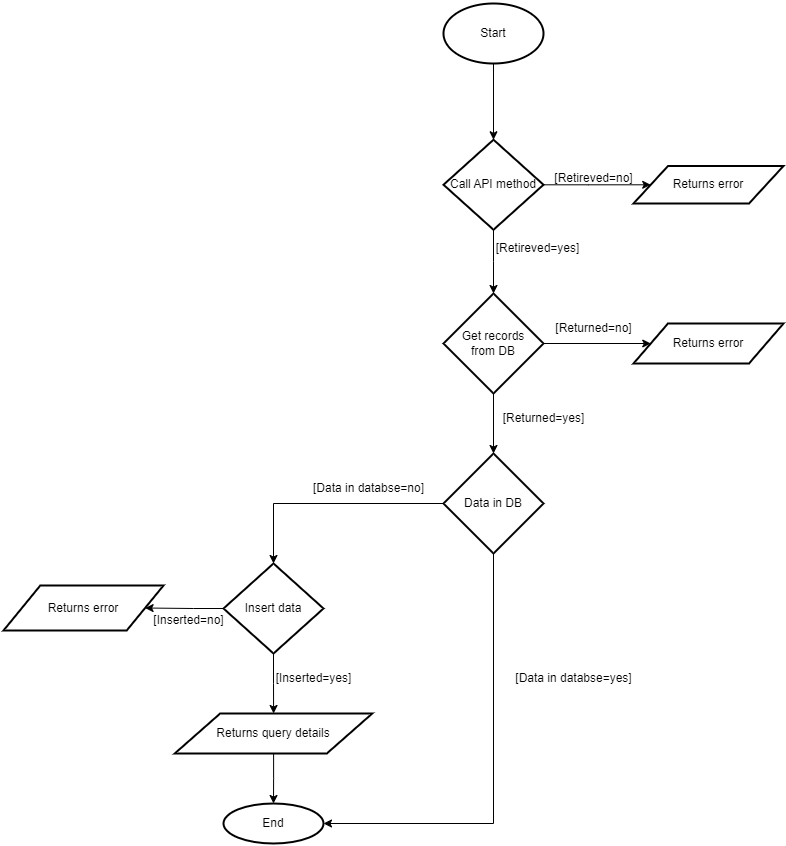 Start
Call API method
[Retireved=no]
Returns error
[Retireved=yes]
Get records
from DB
[Returned=no]
Returns error
[Returned=yes]
[Data in databse=no]
Data in DB
Returns error
[Inserted=no]
Insert data
[Inserted=yes]
[Data in databse=yes]
Returns query details
End